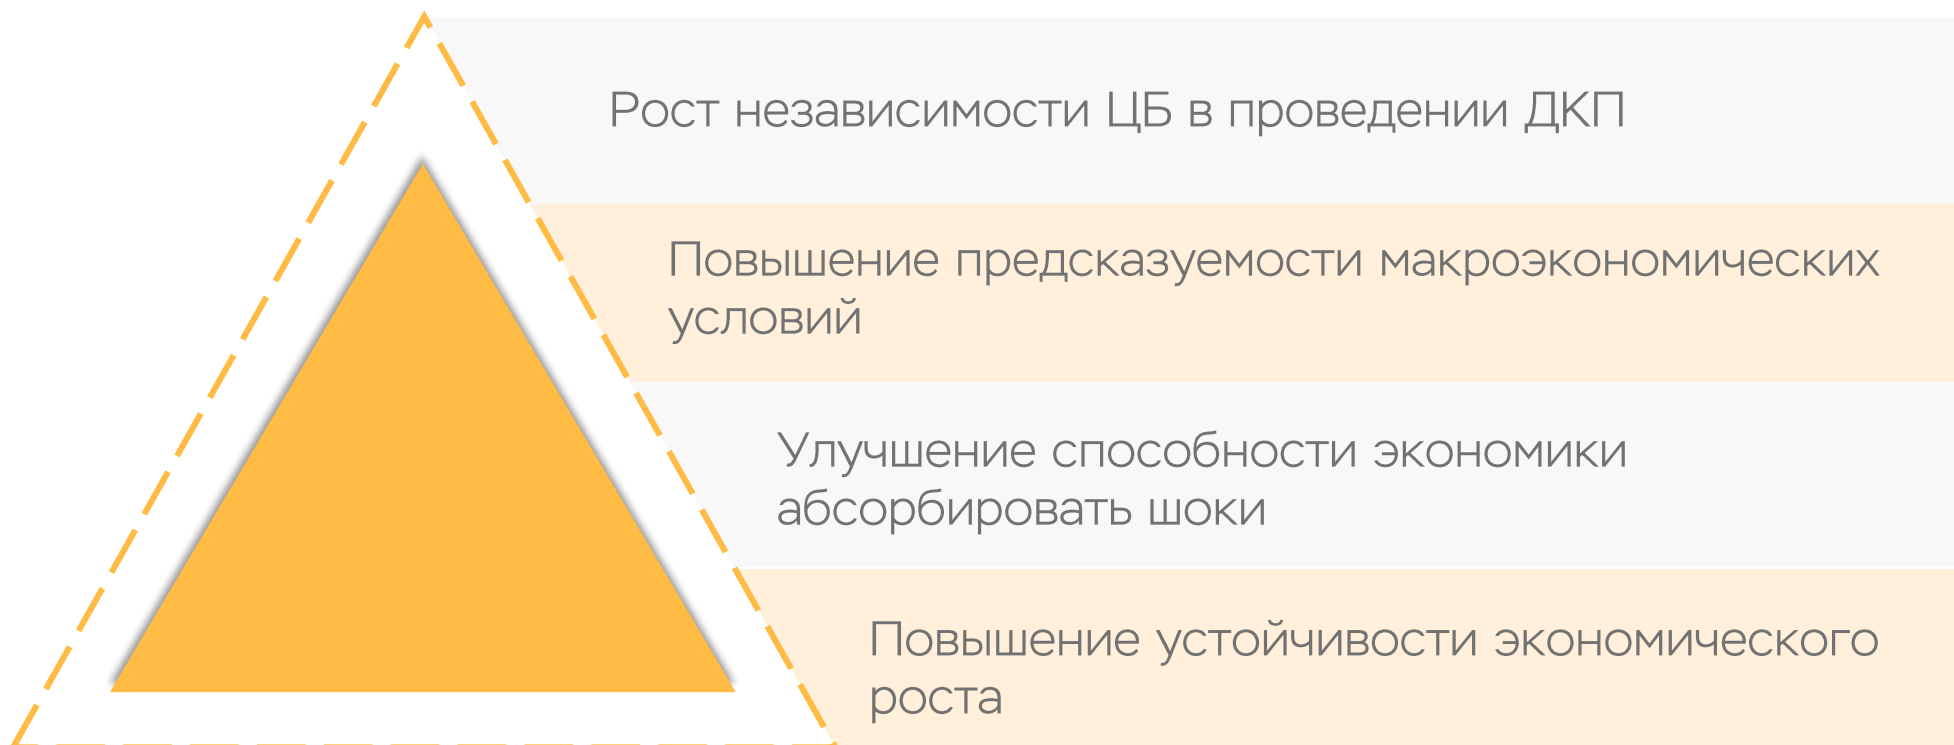 Рост независимости ЦБ в проведении ДКП
Повышение предсказуемости макроэкономических
условий
Улучшение способности экономики
абсорбировать шоки
Повышение устойчивости экономического
роста